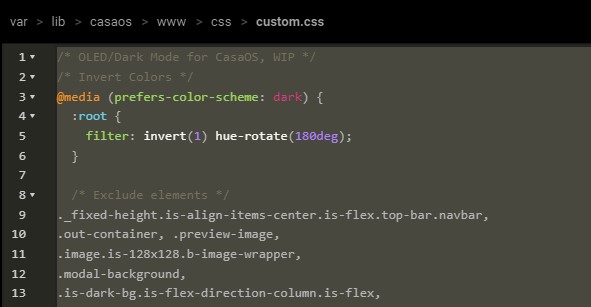 var > lib > casaos > www > css > custom.css
1 /* OLED/Dark Mode for CasaOS, WIP */
2 /* Invert Colors */
3 @media (prefers-color-scheme: dark) {
4 :root {
5 filter: invert(1) hue-rotate(180deg);
6 }
7
8 /* Exclude elements */
9 ._fixed-height.is-align-items-center.is-flex.top-bar.navbar,
10 .out-container, .preview-image,
11 .image.is-128x128.b-image-wrapper,
12 .modal-background,
13 .is-dark-bg.is-flex-direction-column.is-flex,